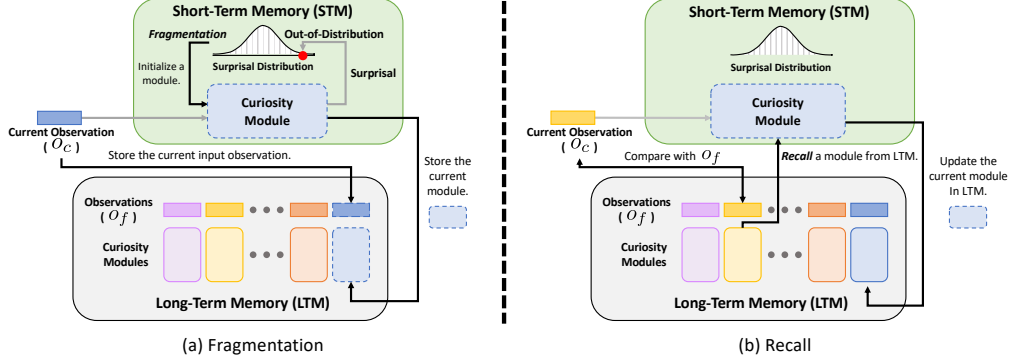 Short-Term Memory (STM)
Fragmentation
Out-of-Distribution
Initialize a
module.
Surprisal Distribution
Surprisal
Curiosity
Module
Current Observation
( O_C )
Store the current input observation.
Store the
current
module.
Observations
( O_f )
Curiosity
Modules
Long-Term Memory (LTM)
(a) Fragmentation
Short-Term Memory (STM)
Surprisal Distribution
Curiosity
Module
Current Observation
( O_C )
Compare with O_f
Recall a module from LTM.
Update the
current module
In LTM.
Observations
( O_f )
Curiosity
Modules
Long-Term Memory (LTM)
(b) Recall